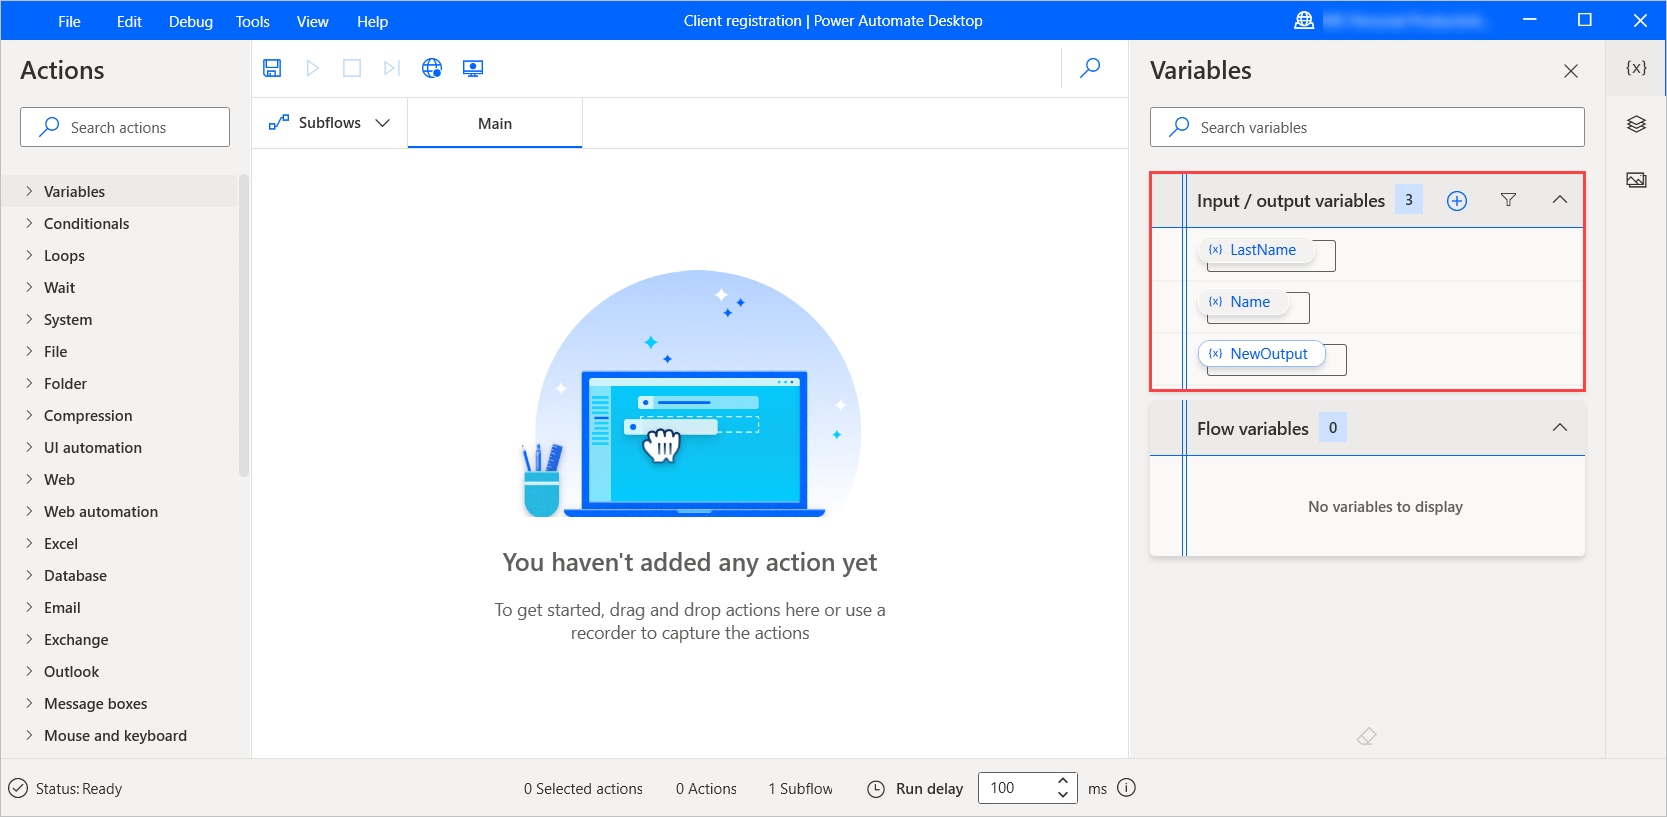 File Edit Debug Tools View Help Client registration | Power Automate Desktop
Actions
Search actions
Variables
Conditionals
Loops
Wait
System
File
Folder
Compression
UI automation
Web
Web automation
Excel
Database
Email
Exchange
Outlook
Message boxes
Mouse and keyboard
Subflows Main
You haven't added any action yet
To get started, drag and drop actions here or use a
recorder to capture the actions
Variables
{x}
Search variables
Input / output variables 3
{x} LastName
{x} Name
{x} NewOutput
Flow variables 0
No variables to display
Status: Ready 0 Selected actions 0 Actions 1 Subflow Run delay 100 ms